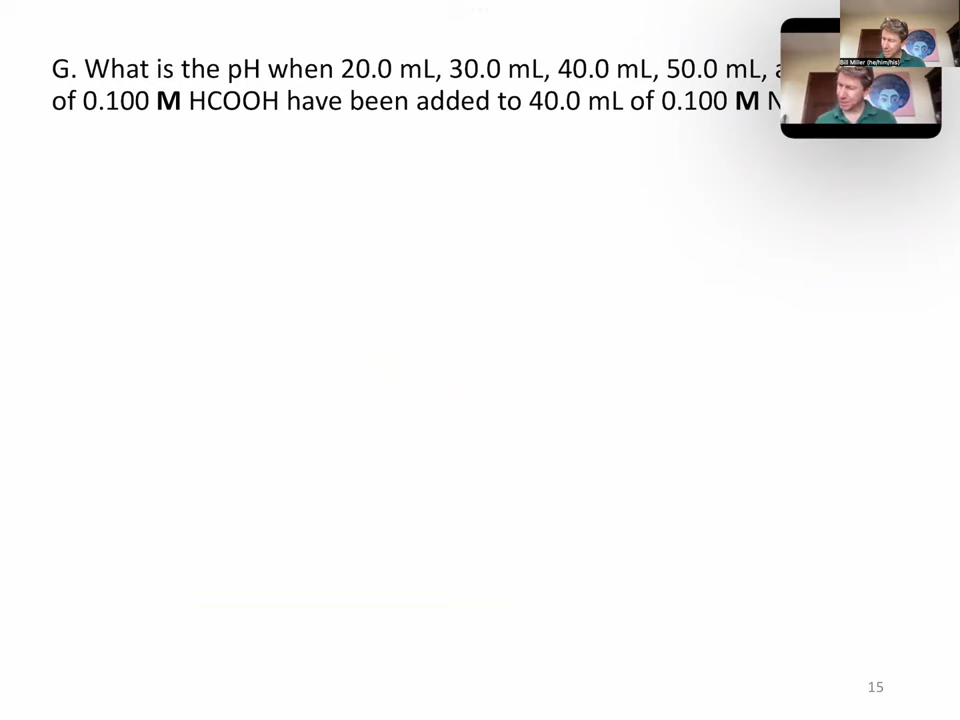 G. What is the pH when 20.0 mL, 30.0 mL, 40.0 mL, 50.0 mL,
of 0.100 M HCOOH have been added to 40.0 mL of 0.100 M N
Bill Miller (he/him/his)
15